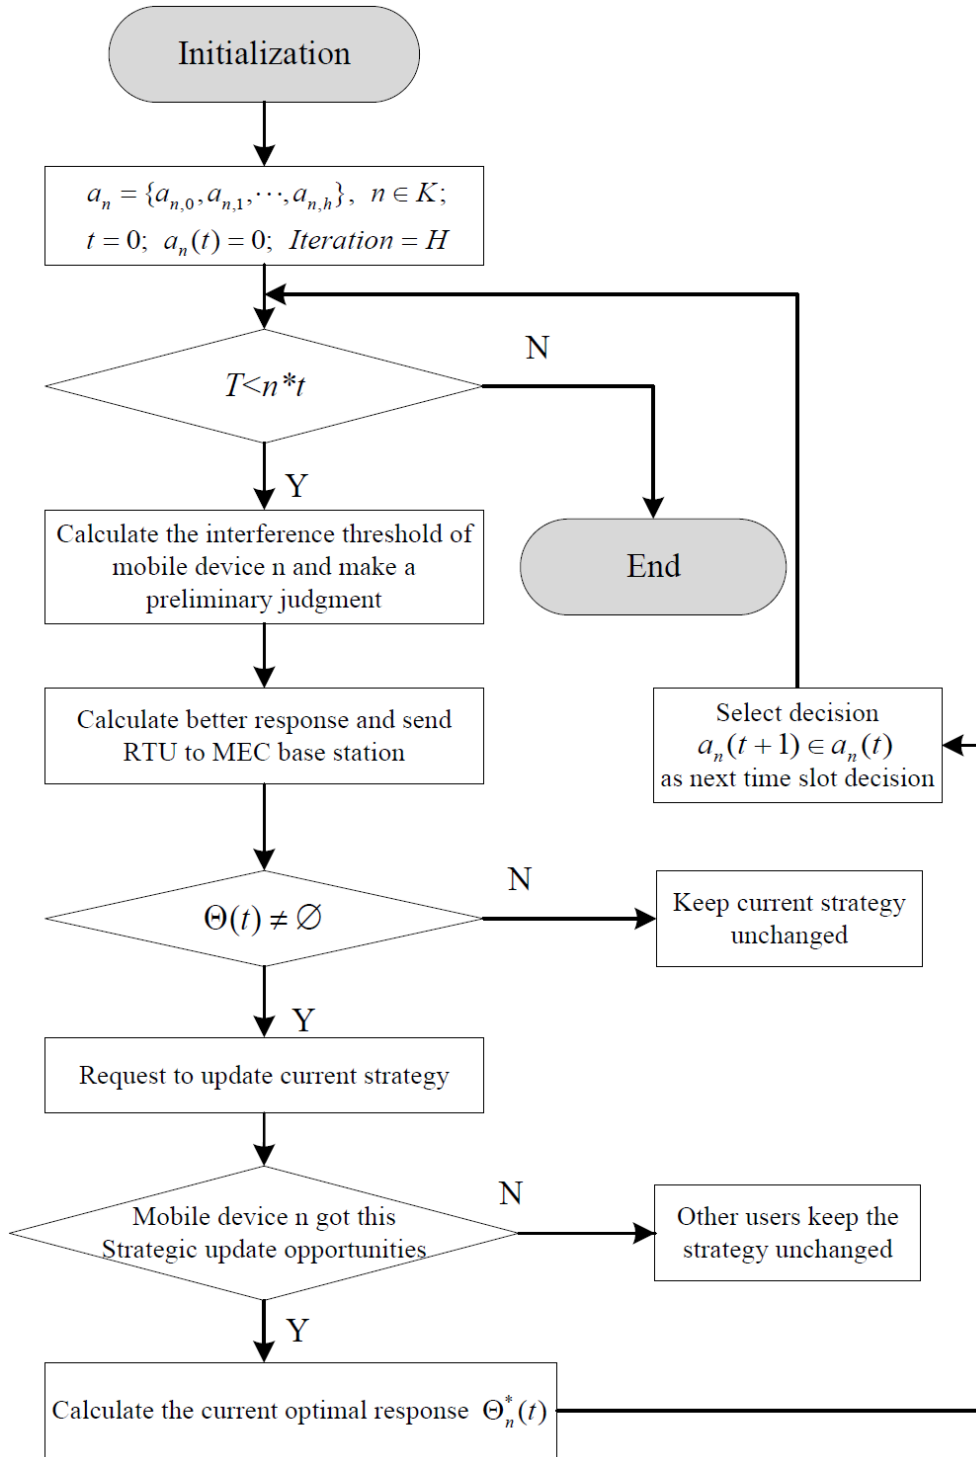 Initialization
a_n = {a_{n,0}, a_{n,1}, ⋯, a_{n,h}}, n ∈ K;
t = 0; a_n(t) = 0; Iteration = H
N
T<n*t
Y
Calculate the interference threshold of
mobile device n and make a
preliminary judgment
End
Calculate better response and send
RTU to MEC base station
Select decision
a_n(t+1) ∈ a_n(t)
as next time slot decision
N
Θ(t) ≠ ∅
Keep current strategy
unchanged
Y
Request to update current strategy
N
Mobile device n got this
Strategic update opportunities
Other users keep the
strategy unchanged
Y
Calculate the current optimal response Θ_n^*(t)